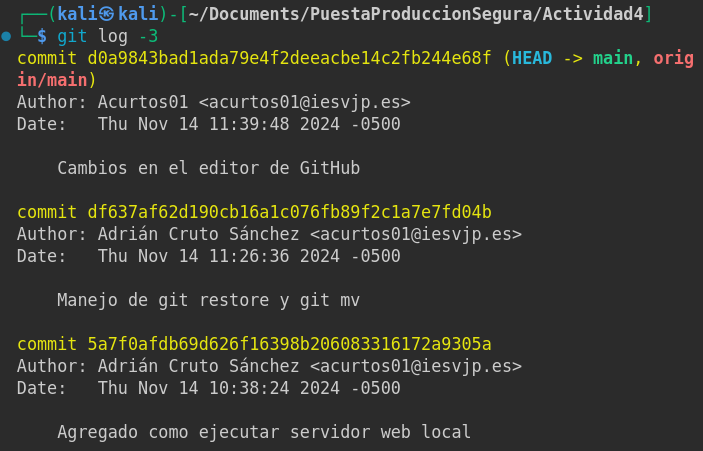 ┌──(kali㉿kali)-[~/Documents/PuestaProduccionSegura/Actividad4]
└─$ git log -3
commit d0a9843bad1ada79e4f2deeacbe14c2fb244e68f (HEAD -> main, orig
in/main)
Author: Acurtos01 <acurtos01@iesvjp.es>
Date:   Thu Nov 14 11:39:48 2024 -0500
    Cambios en el editor de GitHub
commit df637af62d190cb16a1c076fb89f2c1a7e7fd04b
Author: Adrián Cruto Sánchez <acurtos01@iesvjp.es>
Date:   Thu Nov 14 11:26:36 2024 -0500
    Manejo de git restore y git mv
commit 5a7f0afdb69d626f16398b206083316172a9305a
Author: Adrián Cruto Sánchez <acurtos01@iesvjp.es>
Date:   Thu Nov 14 10:38:24 2024 -0500
    Agregado como ejecutar servidor web local